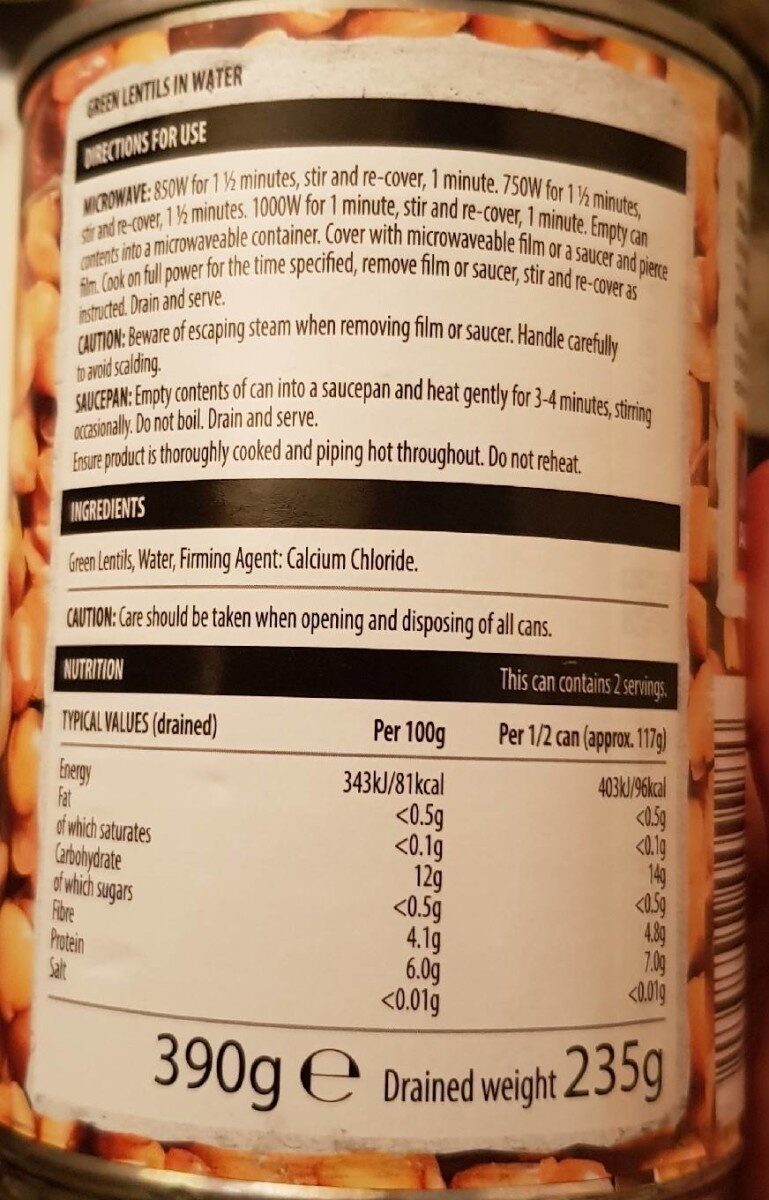 GREEN LENTILS IN WATER
DIRECTIONS FOR USE
MICROWAVE: 850W for 1 ½ minutes, stir and re-cover, 1 minute. 750W for 1 ½ minutes,
stir and re-cover, 1 ½ minutes. 1000W for 1 minute, stir and re-cover, 1 minute. Empty can
contents into a microwaveable container. Cover with microwaveable film or a saucer and pierce
film. Cook on full power for the time specified, remove film or saucer, stir and re-cover as
instructed. Drain and serve.
CAUTION: Beware of escaping steam when removing film or saucer. Handle carefully
to avoid scalding.
SAUCEPAN: Empty contents of can into a saucepan and heat gently for 3-4 minutes, stirring
occasionally. Do not boil. Drain and serve.
Ensure product is thoroughly cooked and piping hot throughout. Do not reheat.
INGREDIENTS
Green Lentils, Water, Firming Agent: Calcium Chloride.
CAUTION: Care should be taken when opening and disposing of all cans.
NUTRITION This can contains 2 servings.
TYPICAL VALUES (drained) Per 100g Per 1/2 can (approx. 117g)
Energy 343kJ/81kcal 403kJ/96kcal
Fat <0.5g <0.5g
of which saturates <0.1g <0.1g
Carbohydrate 12g 14g
of which sugars <0.5g <0.5g
Fibre 4.1g 4.8g
Protein 6.0g 7.0g
Salt <0.01g <0.01g
390g ℮ Drained weight 235g